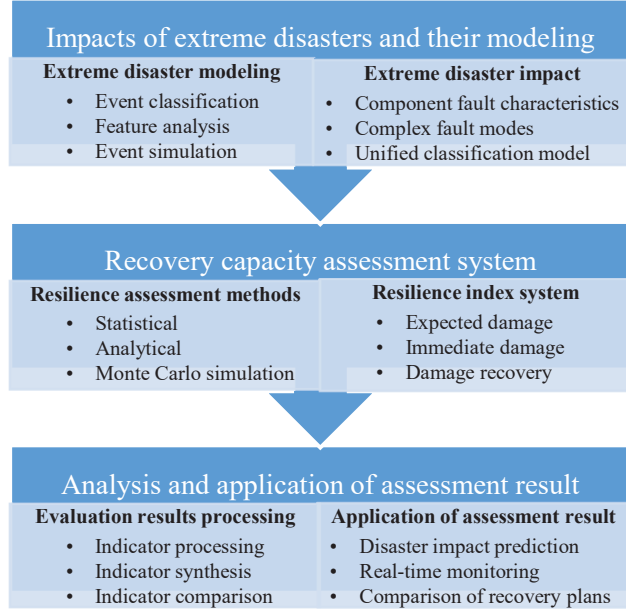 Impacts of extreme disasters and their modeling
Extreme disaster modeling
• Event classification
• Feature analysis
• Event simulation
Extreme disaster impact
• Component fault characteristics
• Complex fault modes
• Unified classification model
Recovery capacity assessment system
Resilience assessment methods
• Statistical
• Analytical
• Monte Carlo simulation
Resilience index system
• Expected damage
• Immediate damage
• Damage recovery
Analysis and application of assessment result
Evaluation results processing
• Indicator processing
• Indicator synthesis
• Indicator comparison
Application of assessment result
• Disaster impact prediction
• Real-time monitoring
• Comparison of recovery plans